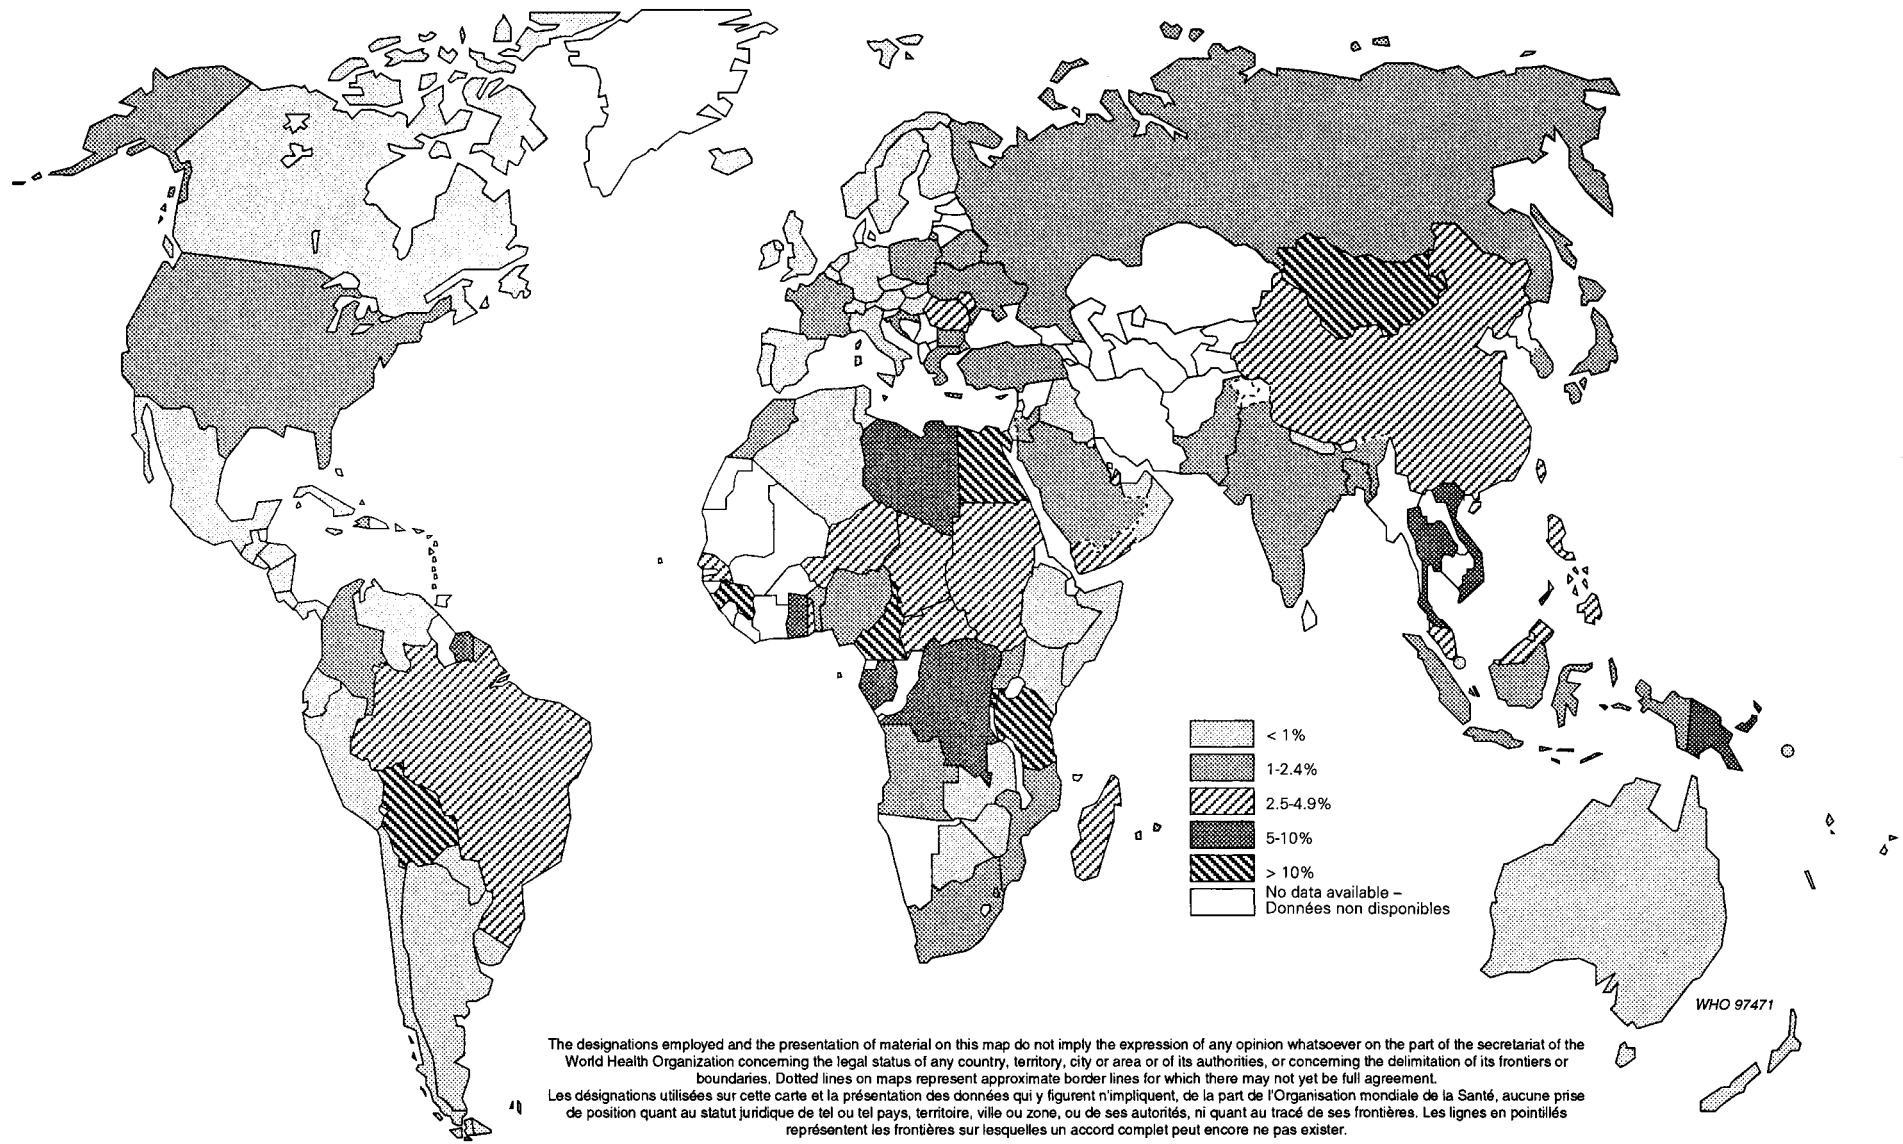 < 1%
1-2.4%
2.5-4.9%
5-10%
> 10%
No data available –
Données non disponibles
WHO 97471
The designations employed and the presentation of material on this map do not imply the expression of any opinion whatsoever on the part of the secretariat of the
World Health Organization concerning the legal status of any country, territory, city or area or of its authorities, or concerning the delimitation of its frontiers or
boundaries. Dotted lines on maps represent approximate border lines for which there may not yet be full agreement.
Les désignations utilisées sur cette carte et la présentation des données qui y figurent n'impliquent, de la part de l'Organisation mondiale de la Santé, aucune prise
de position quant au statut juridique de tel ou tel pays, territoire, ville ou zone, ou de ses autorités, ni quant au tracé de ses frontières. Les lignes en pointillés
représentent les frontières sur lesquelles un accord complet peut encore ne pas exister.